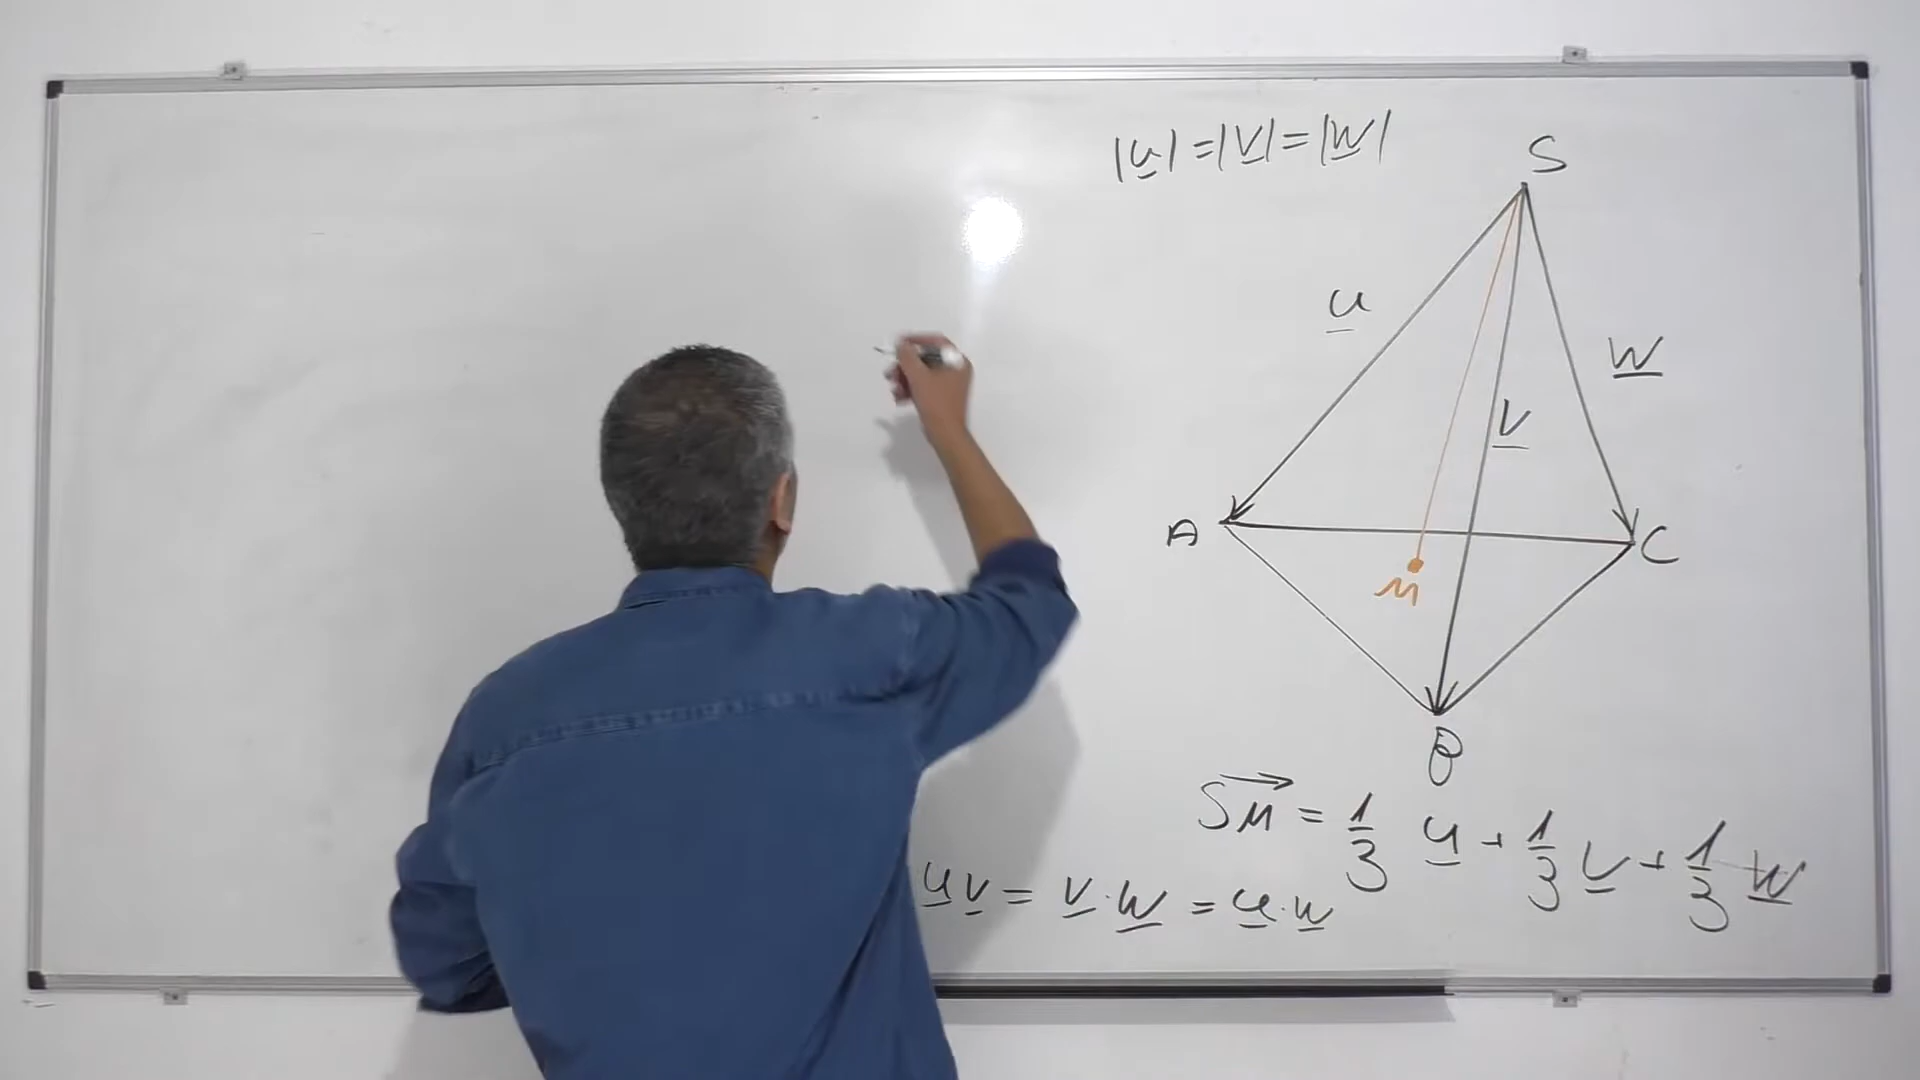 |u| = |v| = |w|
S
u
w
v
A
C
M
B
SM = 1/3 u + 1/3 v + 1/3 w
u v = v · w = u · w